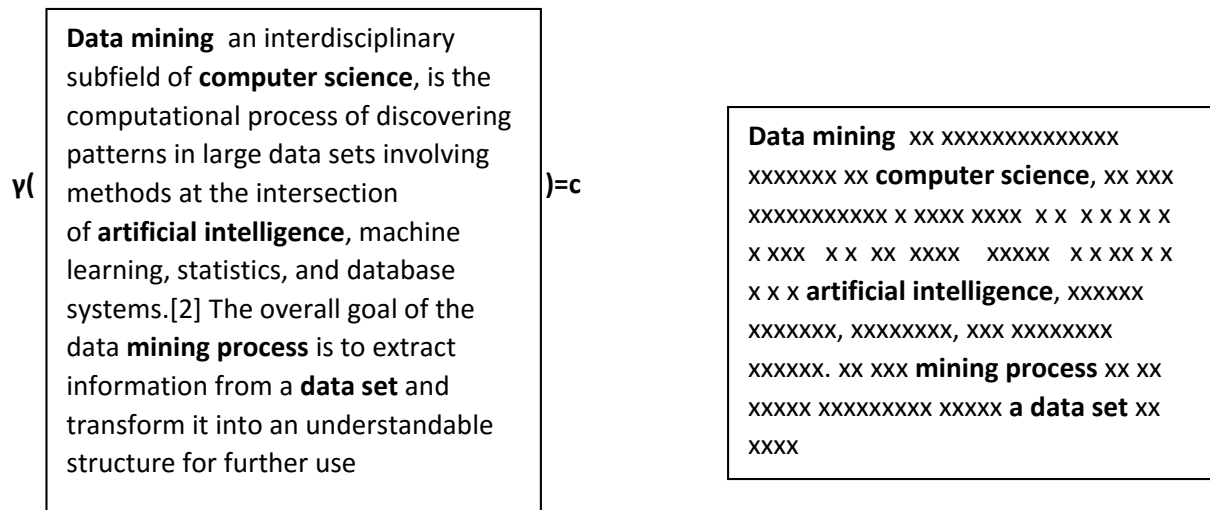 γ(
Data mining an interdisciplinary
subfield of computer science, is the
computational process of discovering
patterns in large data sets involving
methods at the intersection
of artificial intelligence, machine
learning, statistics, and database
systems.[2] The overall goal of the
data mining process is to extract
information from a data set and
transform it into an understandable
structure for further use
)=c
Data mining xx xxxxxxxxxxxxxx
xxxxxxx xx computer science, xx xxx
xxxxxxxxxxx x xxxx xxxx x x x x x x x
x xxx x x xx xxxx xxxxx x x xx x x
x x x artificial intelligence, xxxxxx
xxxxxxx, xxxxxxxx, xxx xxxxxxxx
xxxxxx. xx xxx mining process xx xx
xxxxx xxxxxxxxx xxxxx a data set xx
xxxx